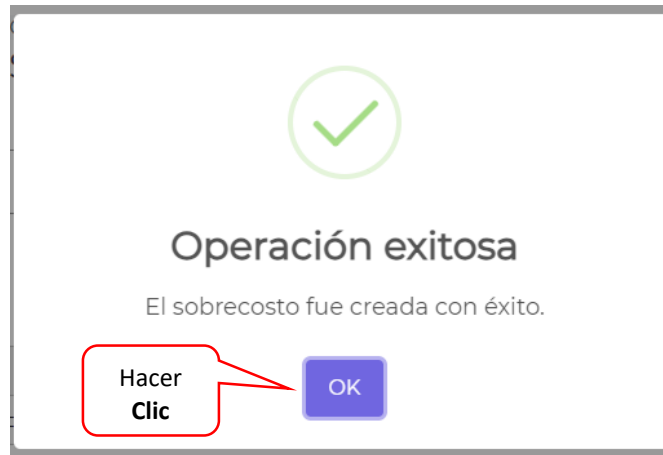 Operación exitosa
El sobrecosto fue creada con éxito.
Hacer
Clic
OK